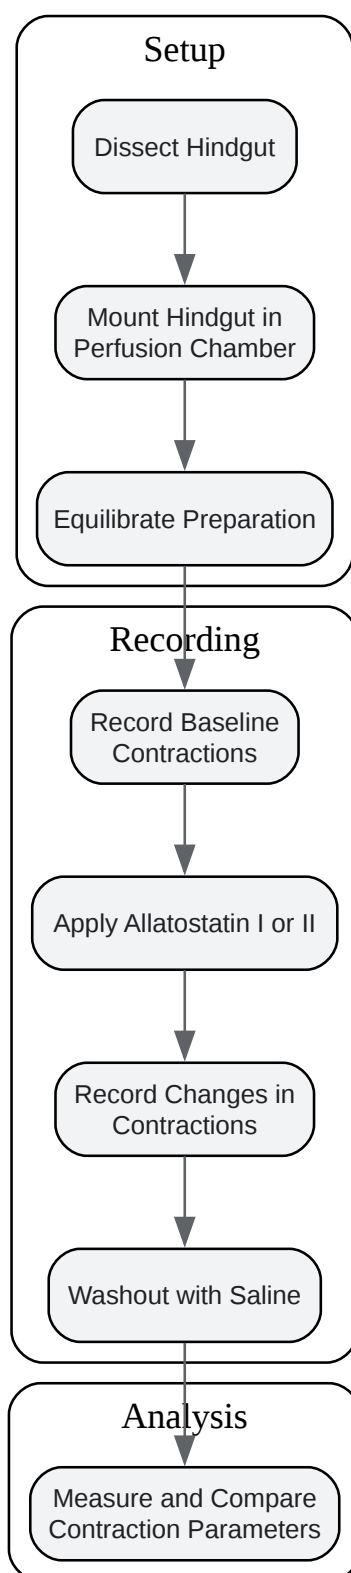 Setup
Dissect Hindgut
Mount Hindgut in
Perfusion Chamber
Equilibrate Preparation
Recording
Record Baseline
Contractions
Apply Allatostatin I or II
Record Changes in
Contractions
Washout with Saline
Analysis
Measure and Compare
Contraction Parameters